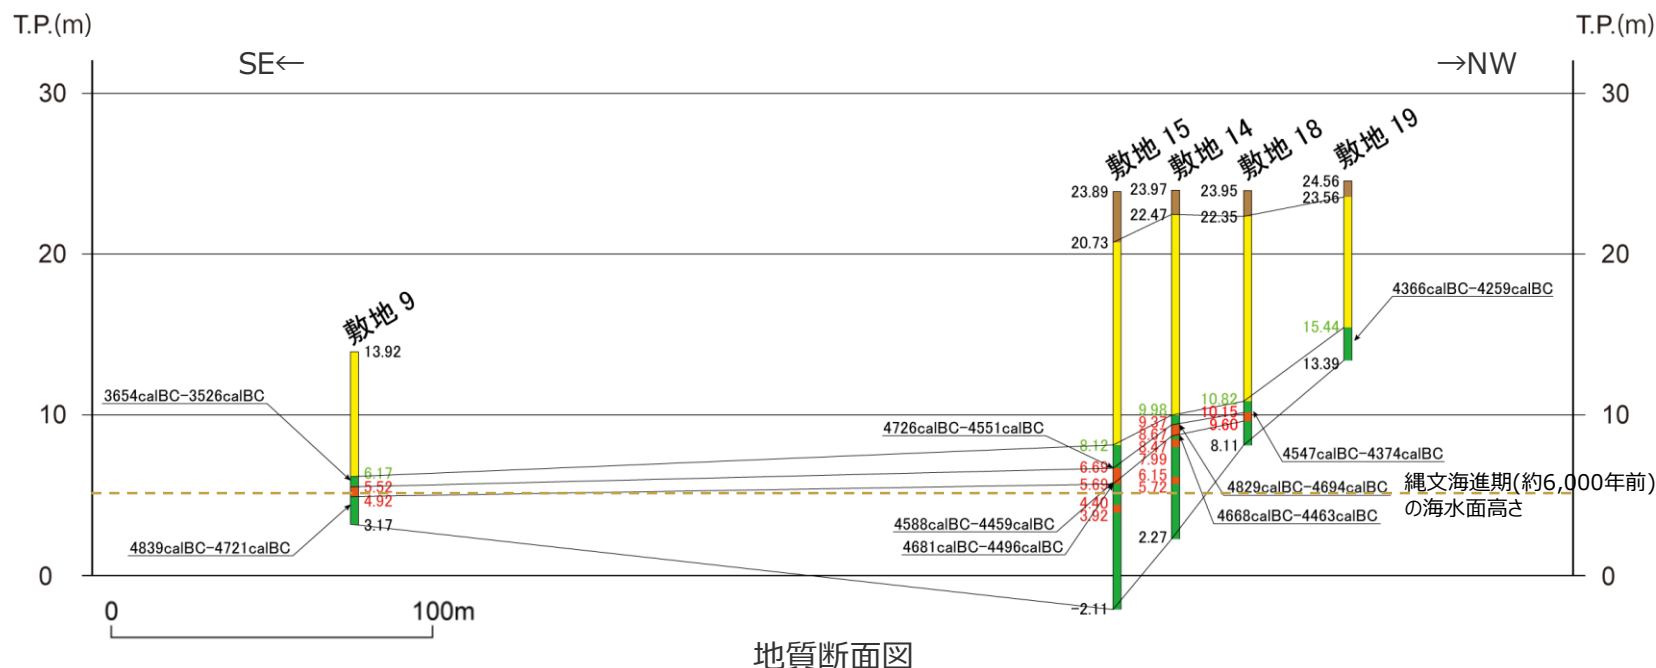 T.P.(m)
T.P.(m)
SE←
→NW
30
30
20
20
10
10
0
0
敷地 9
13.92
6.17
5.52
4.92
3.17
3654calBC-3526calBC
4839calBC-4721calBC
敷地 15
23.89
20.73
8.12
6.69
5.69
4.40
3.92
-2.11
4726calBC-4551calBC
4588calBC-4459calBC
4681calBC-4496calBC
敷地 14
23.97
22.47
9.98
9.37
8.67
8.47
7.99
6.15
5.72
2.27
4829calBC-4694calBC
4668calBC-4463calBC
敷地 18
23.95
22.35
10.82
10.15
9.60
8.11
4547calBC-4374calBC
敷地 19
24.56
23.56
15.44
13.39
4366calBC-4259calBC
縄文海進期(約6,000年前)
の海水面高さ
0
100m
地質断面図